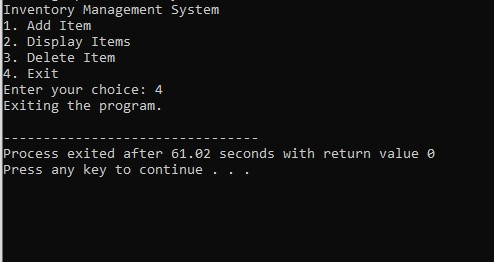 Inventory Management System
1. Add Item
2. Display Items
3. Delete Item
4. Exit
Enter your choice: 4
Exiting the program.
--------------------------------
Process exited after 61.02 seconds with return value 0
Press any key to continue . . .